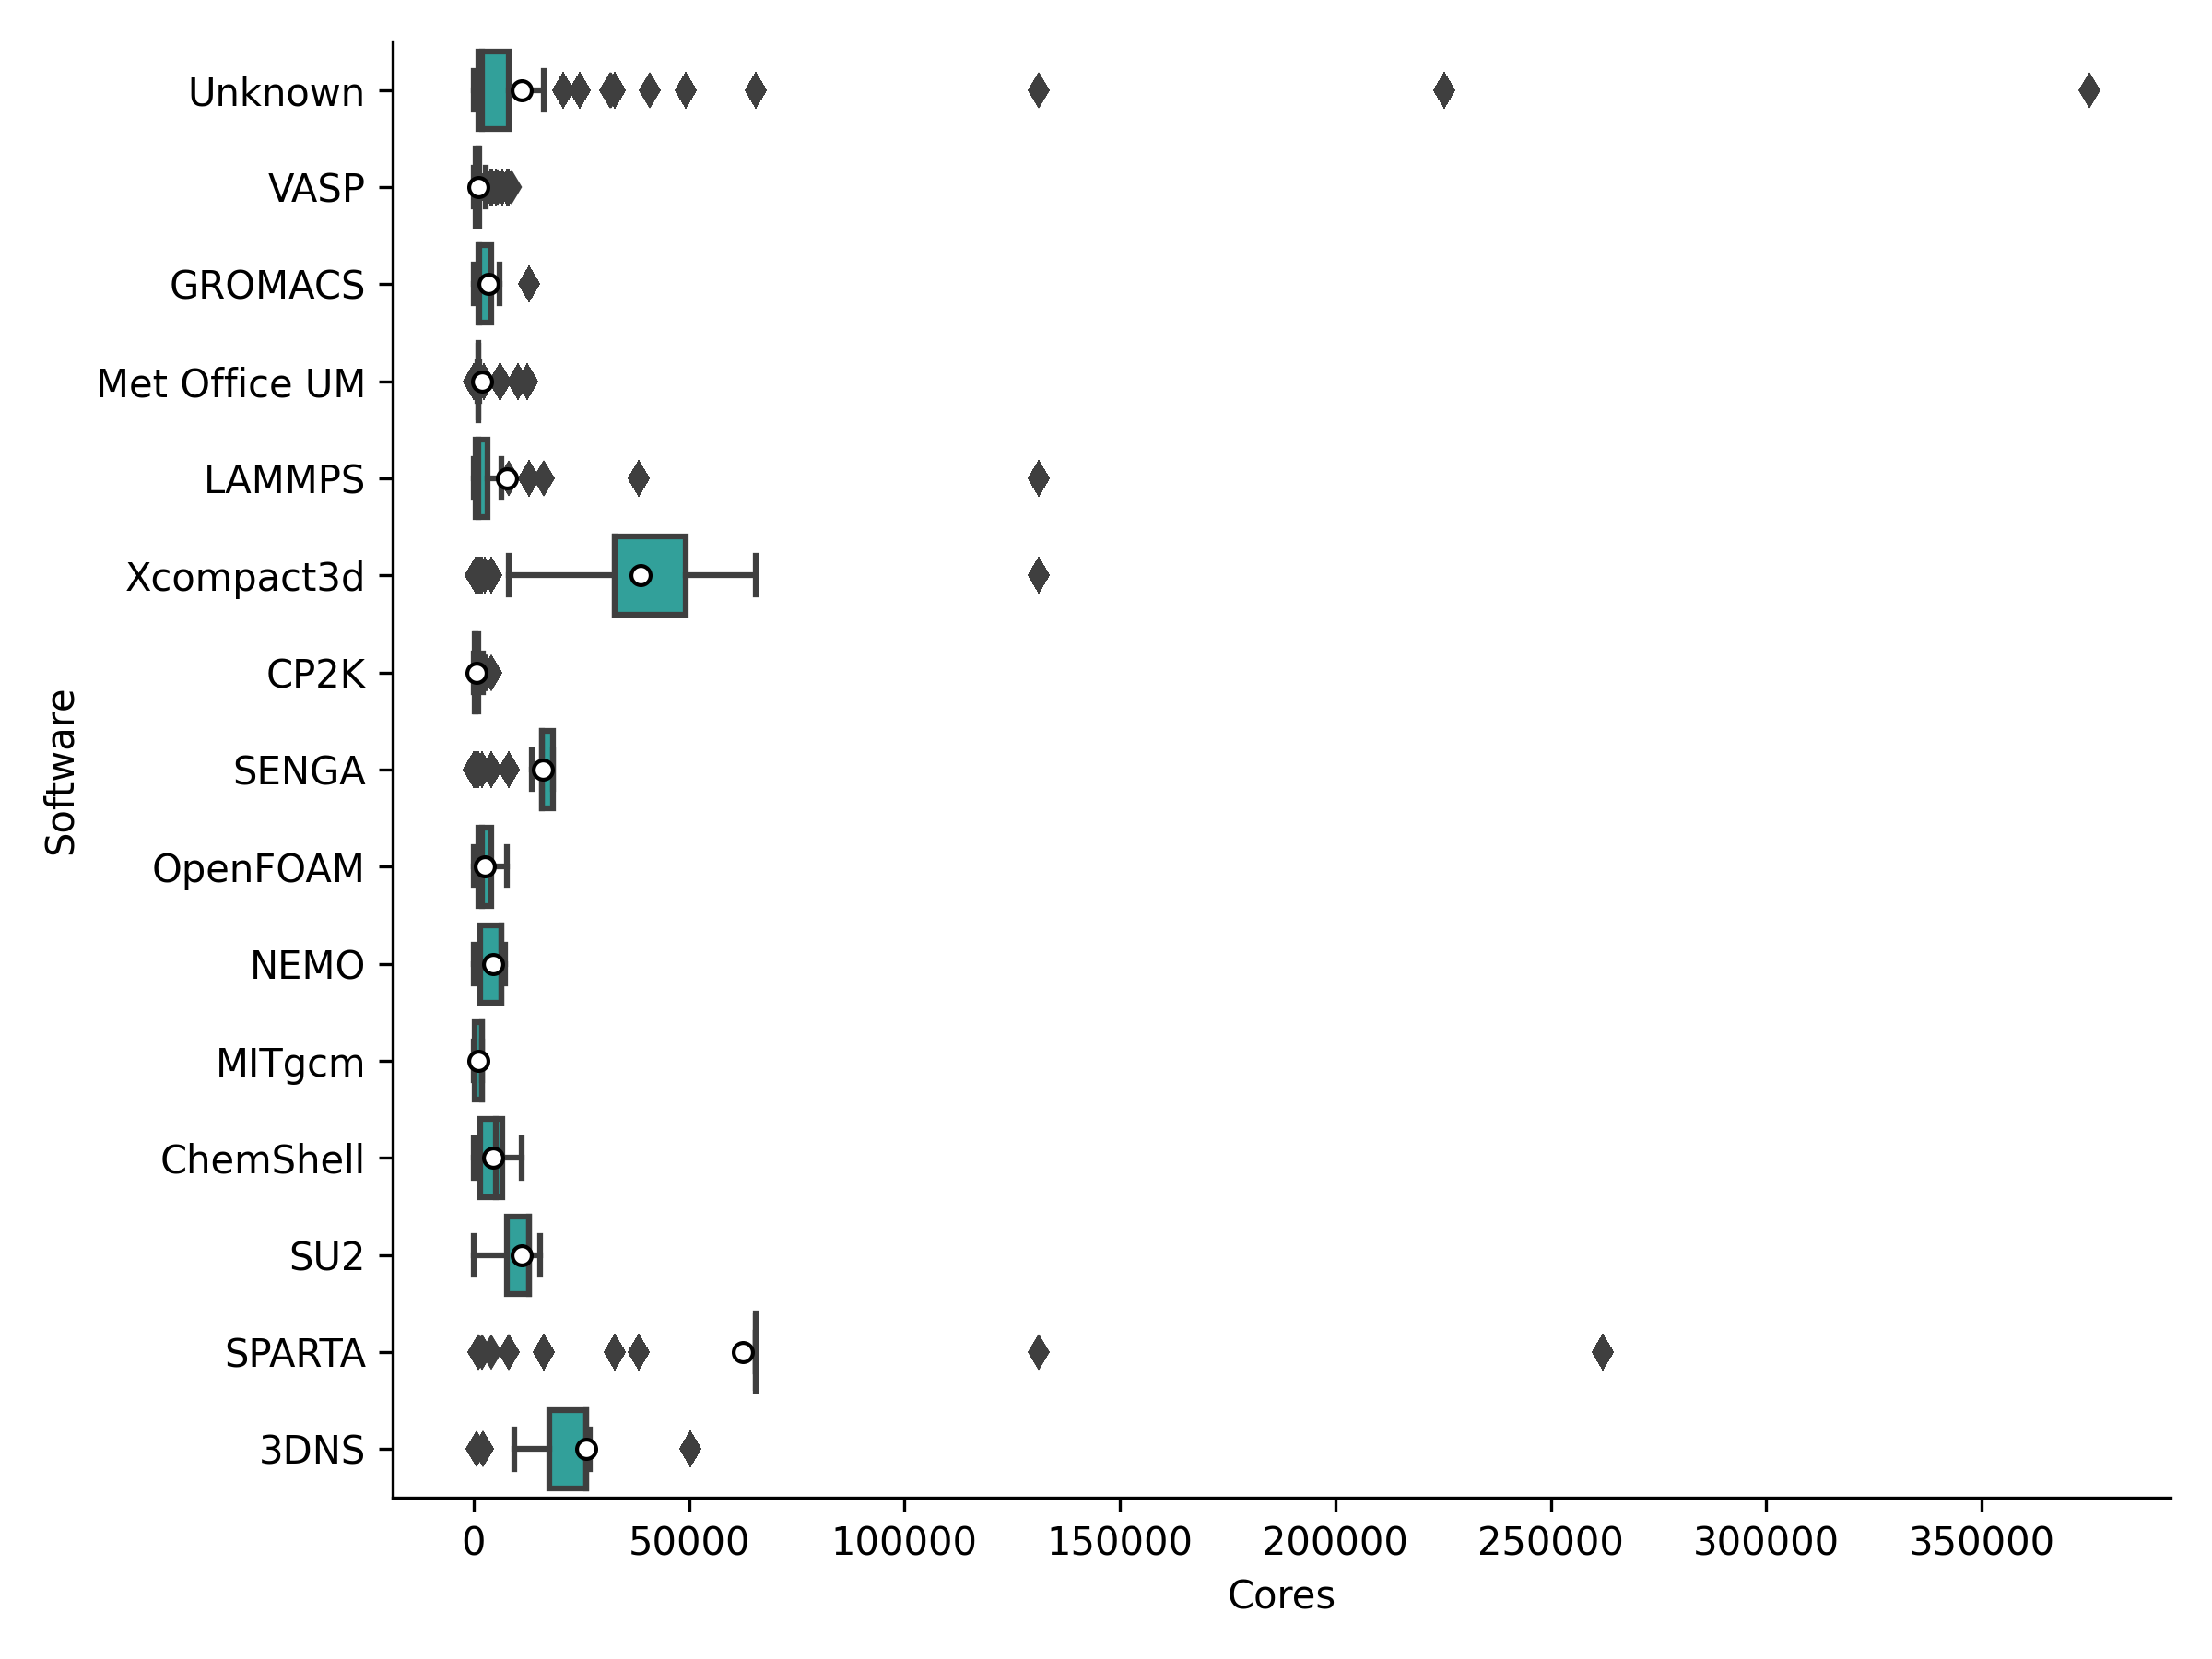 Unknown
VASP
GROMACS
Met Office UM
LAMMPS
Xcompact3d
CP2K
SENGA
OpenFOAM
NEMO
MITgcm
ChemShell
SU2
SPARTA
3DNS
Software
0 50000 100000 150000 200000 250000 300000 350000
Cores